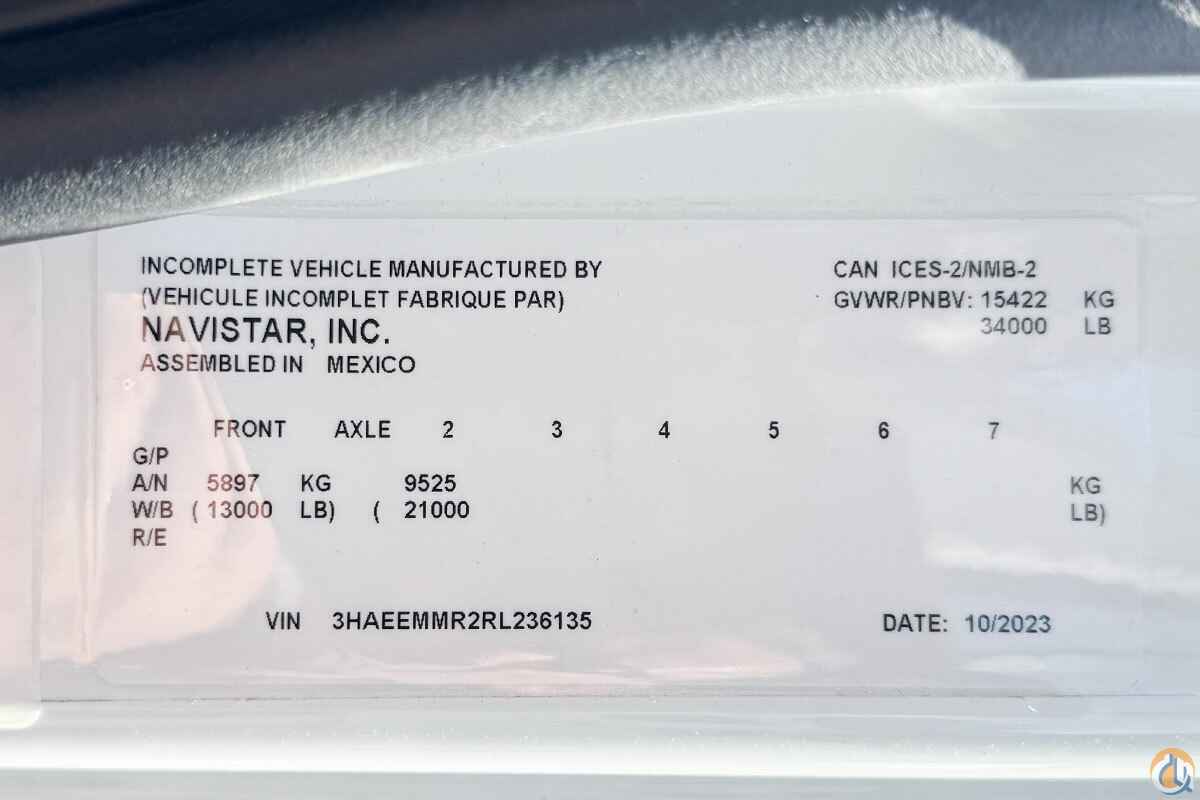 INCOMPLETE VEHICLE MANUFACTURED BY
(VEHICULE INCOMPLET FABRIQUE PAR)
NAVISTAR, INC.
ASSEMBLED IN MEXICO
CAN ICES-2/NMB-2
GVWR/PNBV: 15422 KG
34000 LB
FRONT AXLE 2 3 4 5 6 7
G/P
A/N 5897 KG 9525 KG
W/B ( 13000 LB) ( 21000 LB)
R/E
VIN 3HAEEMMR2RL236135
DATE: 10/2023